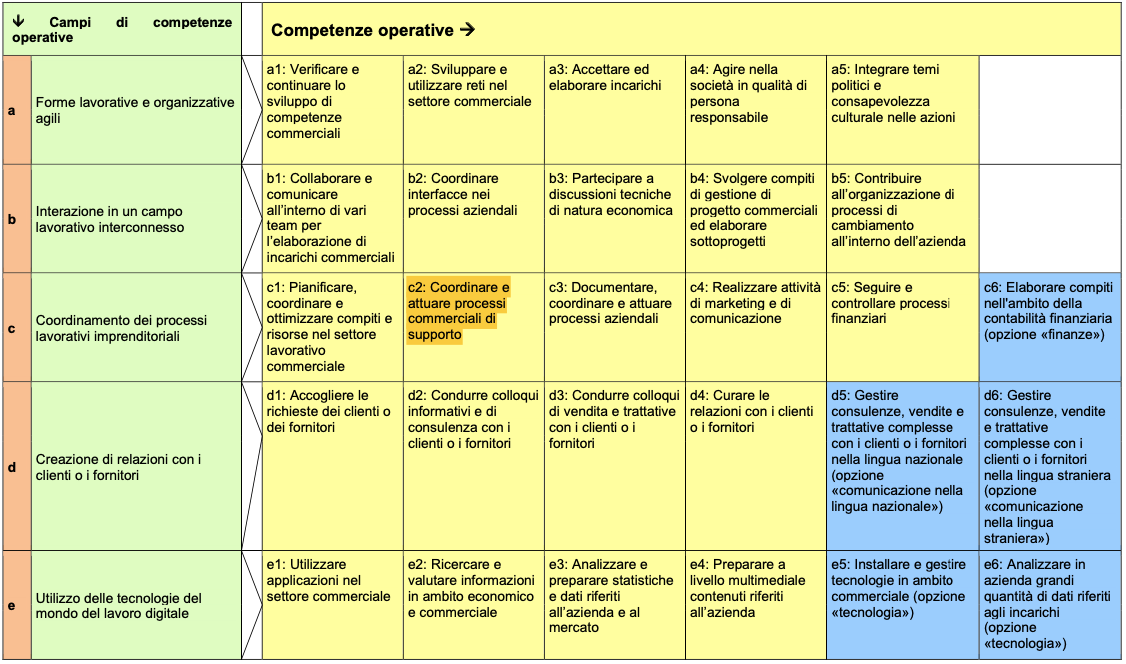 🡻 Campi di competenze
operative
Competenze operative →
a
Forme lavorative e organizzative
agili
a1: Verificare e
continuare lo
sviluppo di
competenze
commerciali
a2: Sviluppare e
utilizzare reti nel
settore commerciale
a3: Accettare ed
elaborare incarichi
a4: Agire nella
società in qualità di
persona
responsabile
a5: Integrare temi
politici e
consapevolezza
culturale nelle azioni
b
Interazione in un campo
lavorativo interconnesso
b1: Collaborare e
comunicare
all’interno di vari
team per
l’elaborazione di
incarichi commerciali
b2: Coordinare
interfacce nei
processi aziendali
b3: Partecipare a
discussioni tecniche
di natura economica
b4: Svolgere compiti
di gestione di
progetto commerciali
ed elaborare
sottoprogetti
b5: Contribuire
all’organizzazione di
processi di
cambiamento
all’interno dell’azienda
c
Coordinamento dei processi
lavorativi imprenditoriali
c1: Pianificare,
coordinare e
ottimizzare compiti e
risorse nel settore
lavorativo
commerciale
c2: Coordinare e
attuare processi
commerciali di
supporto
c3: Documentare,
coordinare e attuare
processi aziendali
c4: Realizzare attività
di marketing e di
comunicazione
c5: Seguire e
controllare processi
finanziari
c6: Elaborare compiti
nell'ambito della
contabilità finanziaria
(opzione «finanze»)
d
Creazione di relazioni con i
clienti o i fornitori
d1: Accogliere le
richieste dei clienti o
dei fornitori
d2: Condurre colloqui
informativi e di
consulenza con i
clienti o i fornitori
d3: Condurre colloqui
di vendita e trattative
con i clienti o i
fornitori
d4: Curare le
relazioni con i clienti
o i fornitori
d5: Gestire
consulenze, vendite e
trattative complesse
con i clienti o i fornitori
nella lingua nazionale
(opzione
«comunicazione nella
lingua nazionale»)
d6: Gestire
consulenze, vendite
e trattative
complesse con i
clienti o i fornitori
nella lingua straniera
(opzione
«comunicazione
nella lingua
straniera»)
e
Utilizzo delle tecnologie del
mondo del lavoro digitale
e1: Utilizzare
applicazioni nel
settore commerciale
e2: Ricercare e
valutare informazioni
in ambito economico
e commerciale
e3: Analizzare e
preparare statistiche
e dati riferiti
all’azienda e al
mercato
e4: Preparare a
livello multimediale
contenuti riferiti
all’azienda
e5: Installare e gestire
tecnologie in ambito
commerciale (opzione
«tecnologia»)
e6: Analizzare in
azienda grandi
quantità di dati riferiti
agli incarichi
(opzione
«tecnologia»)